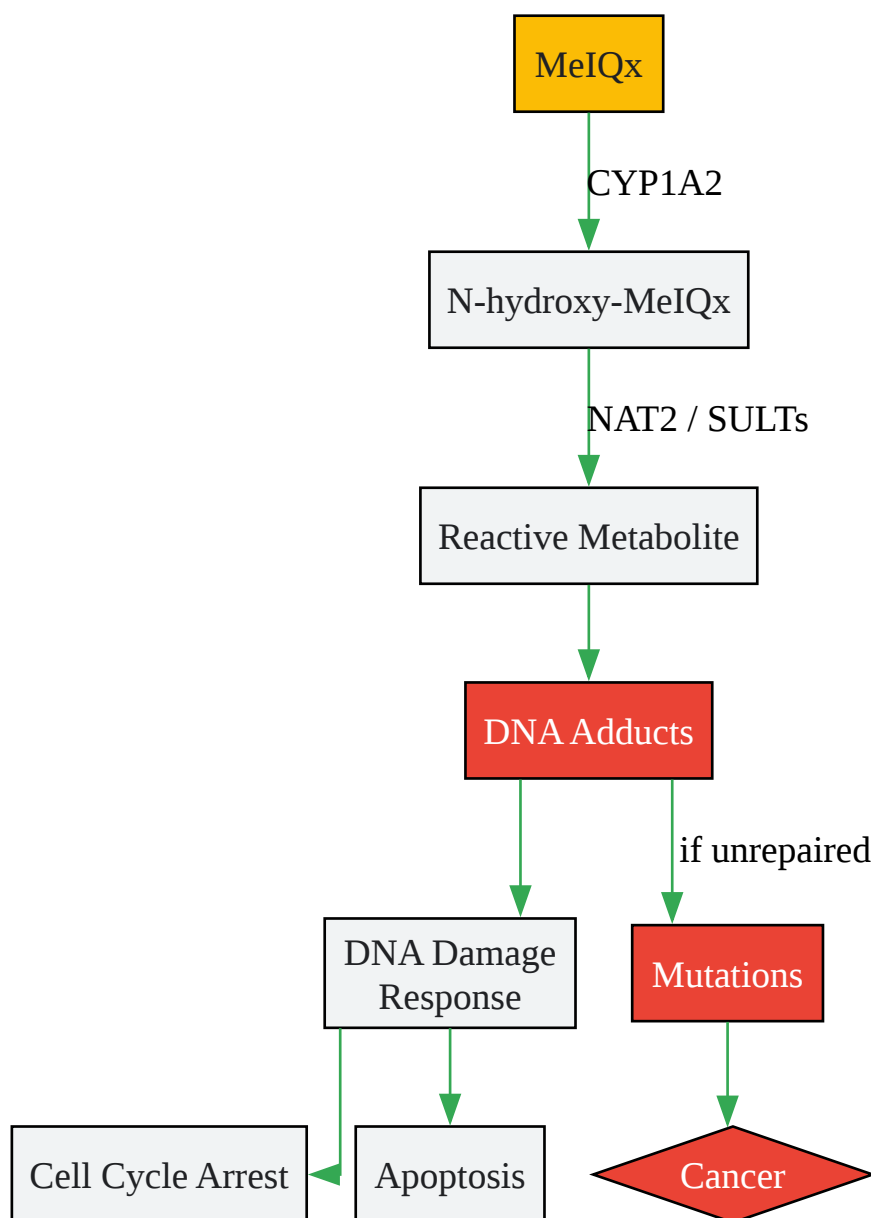 MeIQx
CYP1A2
N-hydroxy-MeIQx
NAT2 / SULTs
Reactive Metabolite
DNA Adducts
if unrepaired
DNA Damage
Response
Mutations
Cell Cycle Arrest
Apoptosis
Cancer